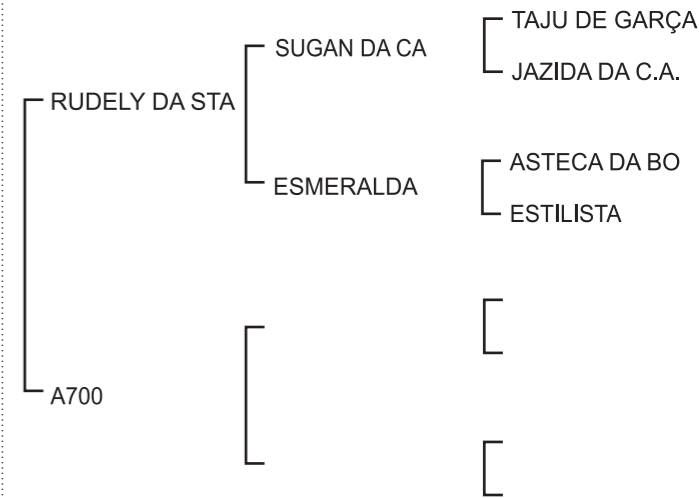 TAJU DE GARÇA
SUGAN DA CA
JAZIDA DA C.A.
RUDELY DA STA
ASTECA DA BO
ESMERALDA
ESTILISTA
A700